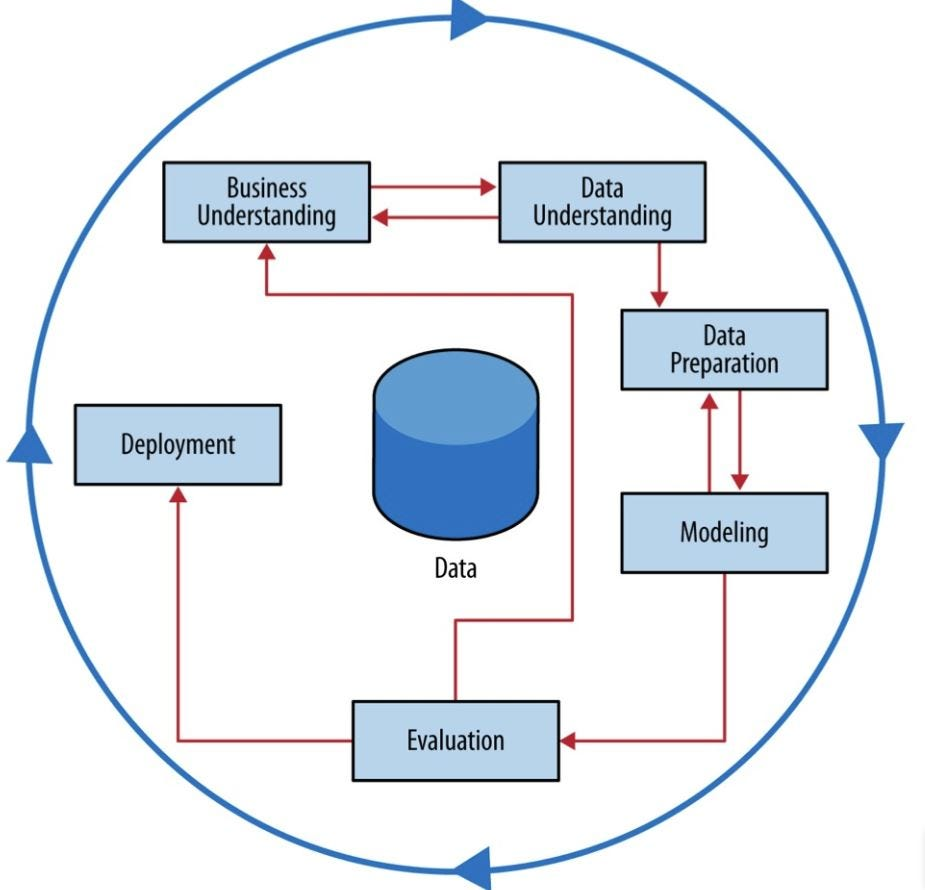 Business
Understanding
Data
Understanding
Data
Preparation
Deployment
Modeling
Data
Evaluation